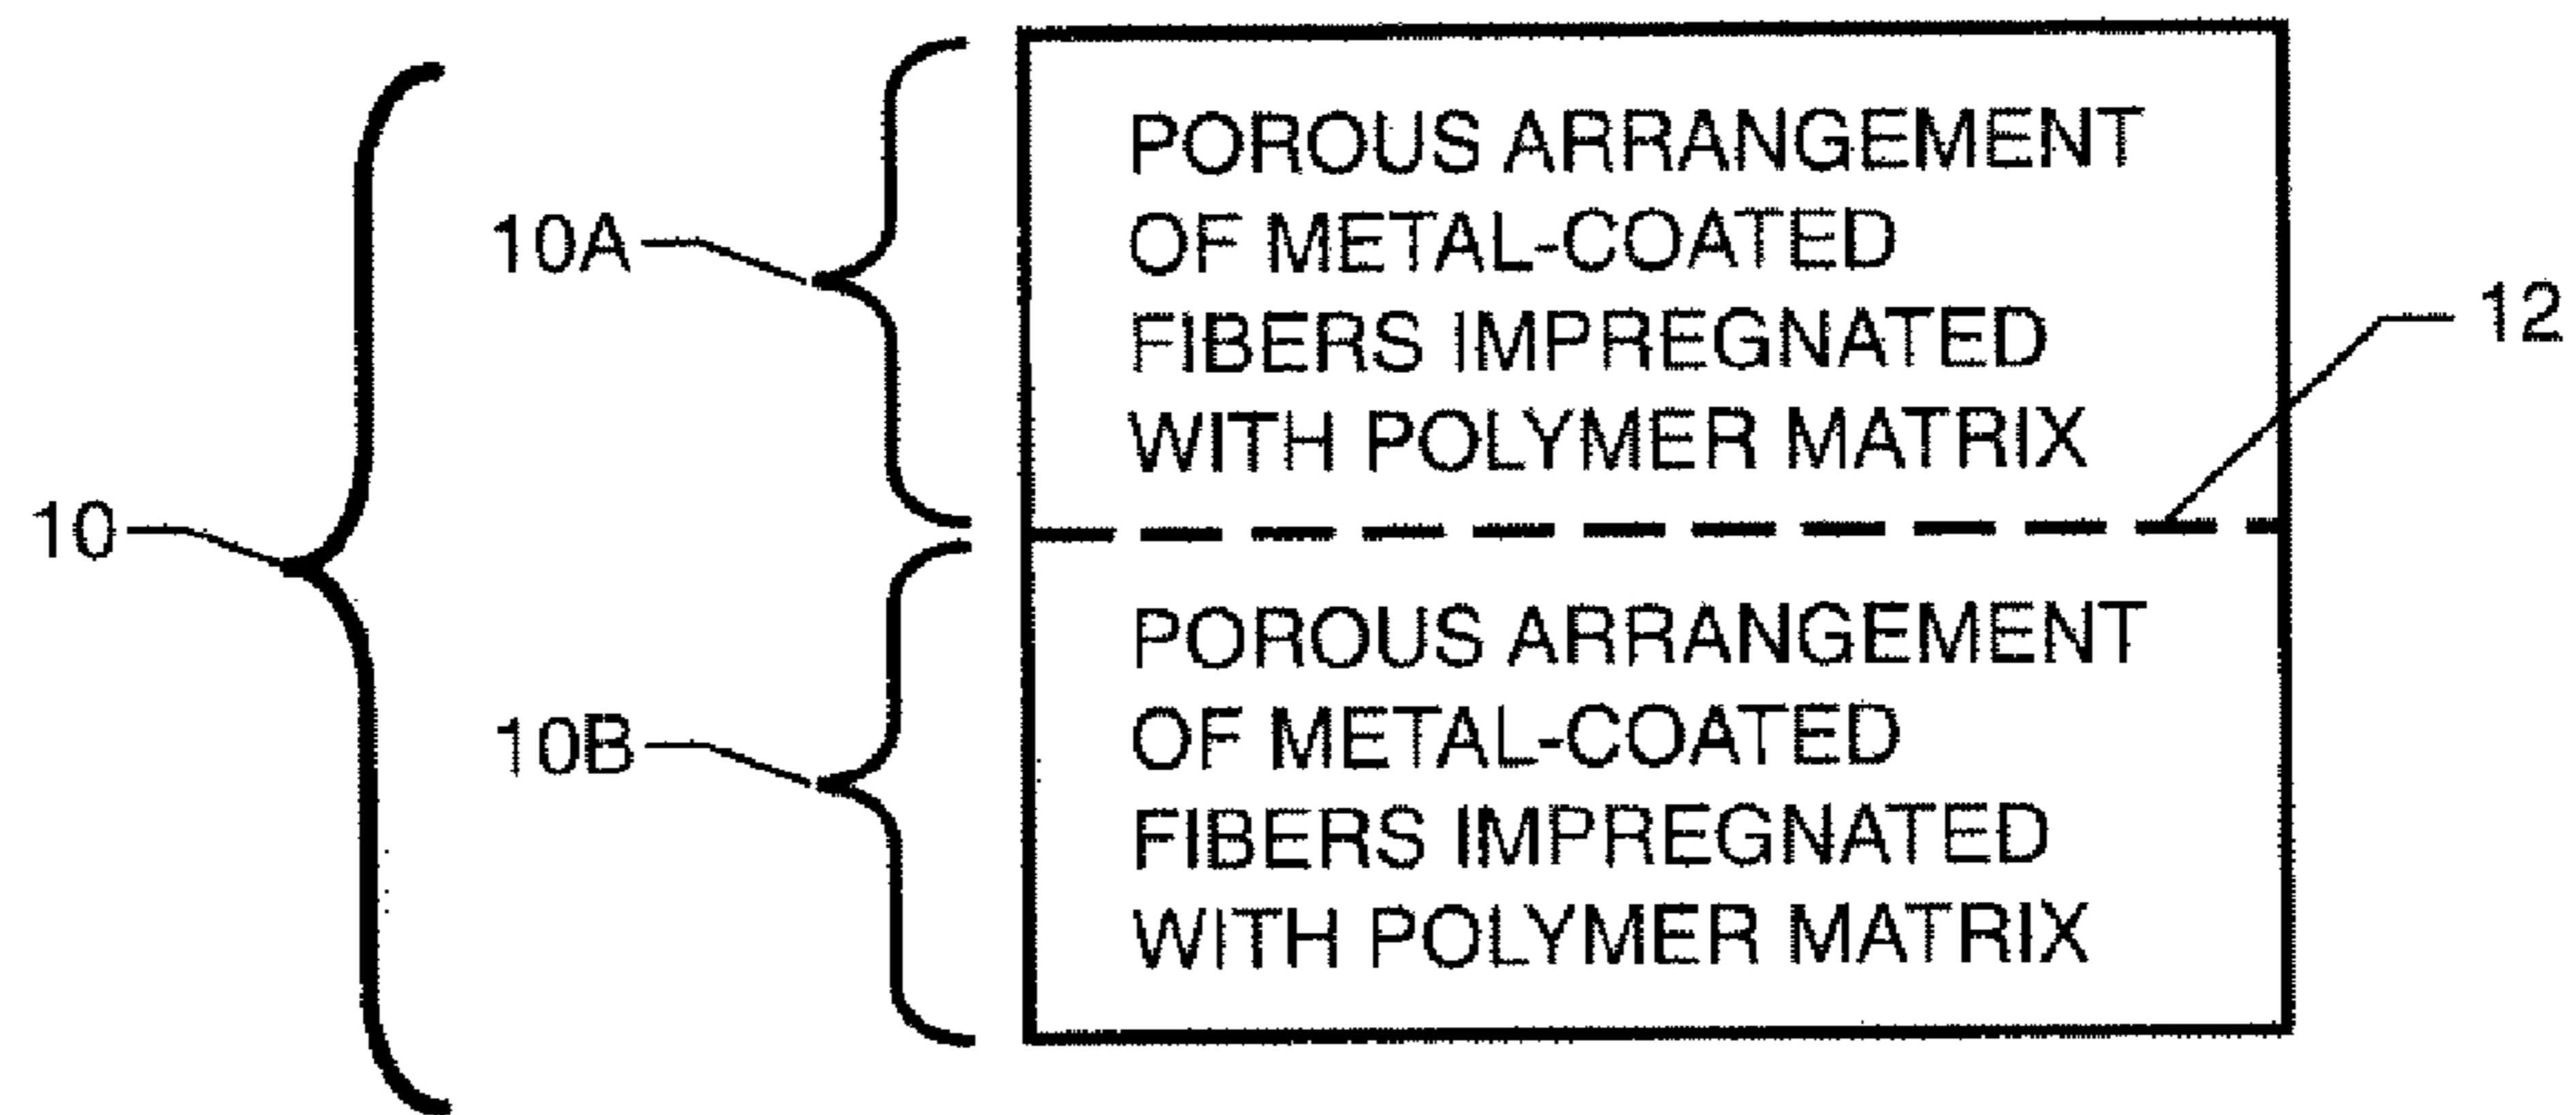 10A
POROUS ARRANGEMENT
OF METAL-COATED
FIBERS IMPREGNATED
WITH POLYMER MATRIX
12
10
10B
POROUS ARRANGEMENT
OF METAL-COATED
FIBERS IMPREGNATED
WITH POLYMER MATRIX